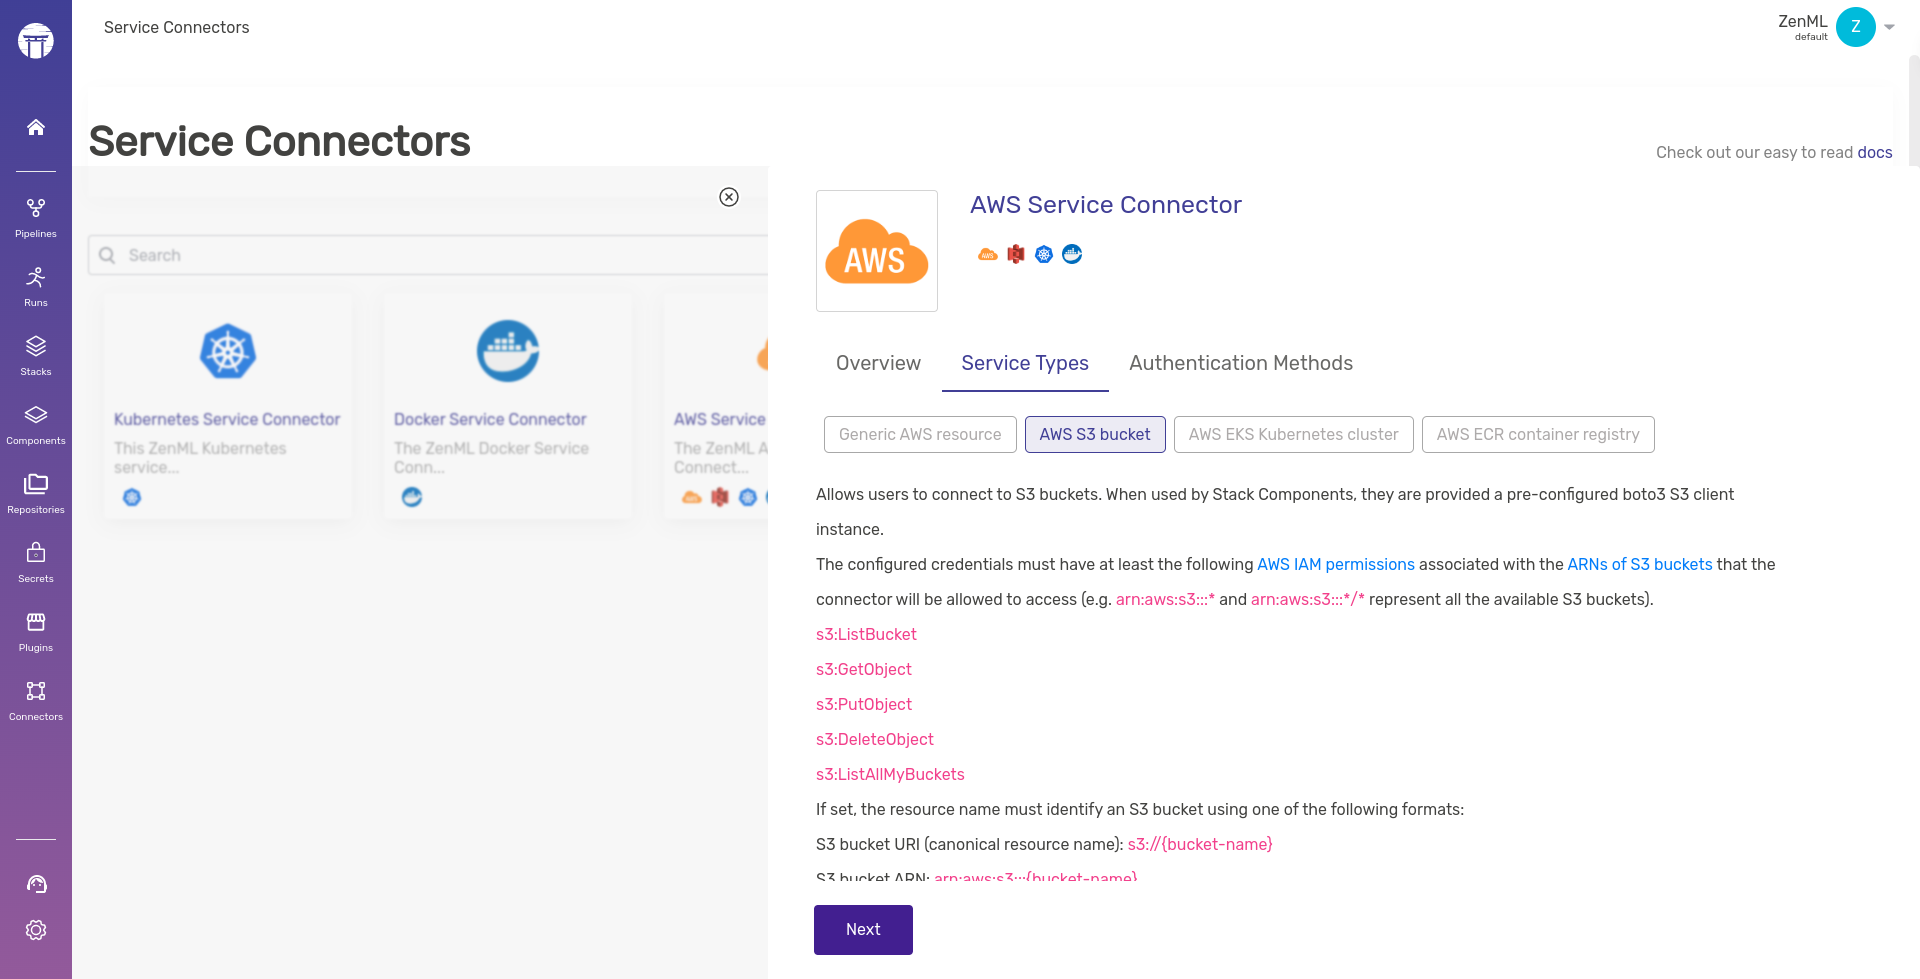 Service Connectors
ZenML
default
Z
Service Connectors
Check out our easy to read docs
Pipelines
Runs
Stacks
Components
Repositories
Secrets
Plugins
Connectors
Search
Kubernetes Service Connector
This ZenML Kubernetes
service...
Docker Service Connector
The ZenML Docker Service
Conn...
AWS Service
The ZenML A
Connect...
AWS
AWS Service Connector
Overview
Service Types
Authentication Methods
Generic AWS resource
AWS S3 bucket
AWS EKS Kubernetes cluster
AWS ECR container registry
Allows users to connect to S3 buckets. When used by Stack Components, they are provided a pre-configured boto3 S3 client
instance.
The configured credentials must have at least the following AWS IAM permissions associated with the ARNs of S3 buckets that the
connector will be allowed to access (e.g. arn:aws:s3:::* and arn:aws:s3:::*/* represent all the available S3 buckets).
s3:ListBucket
s3:GetObject
s3:PutObject
s3:DeleteObject
s3:ListAllMyBuckets
If set, the resource name must identify an S3 bucket using one of the following formats:
S3 bucket URI (canonical resource name): s3://{bucket-name}
S3 bucket ARN: arn:aws:s3:::{bucket-name}
Next